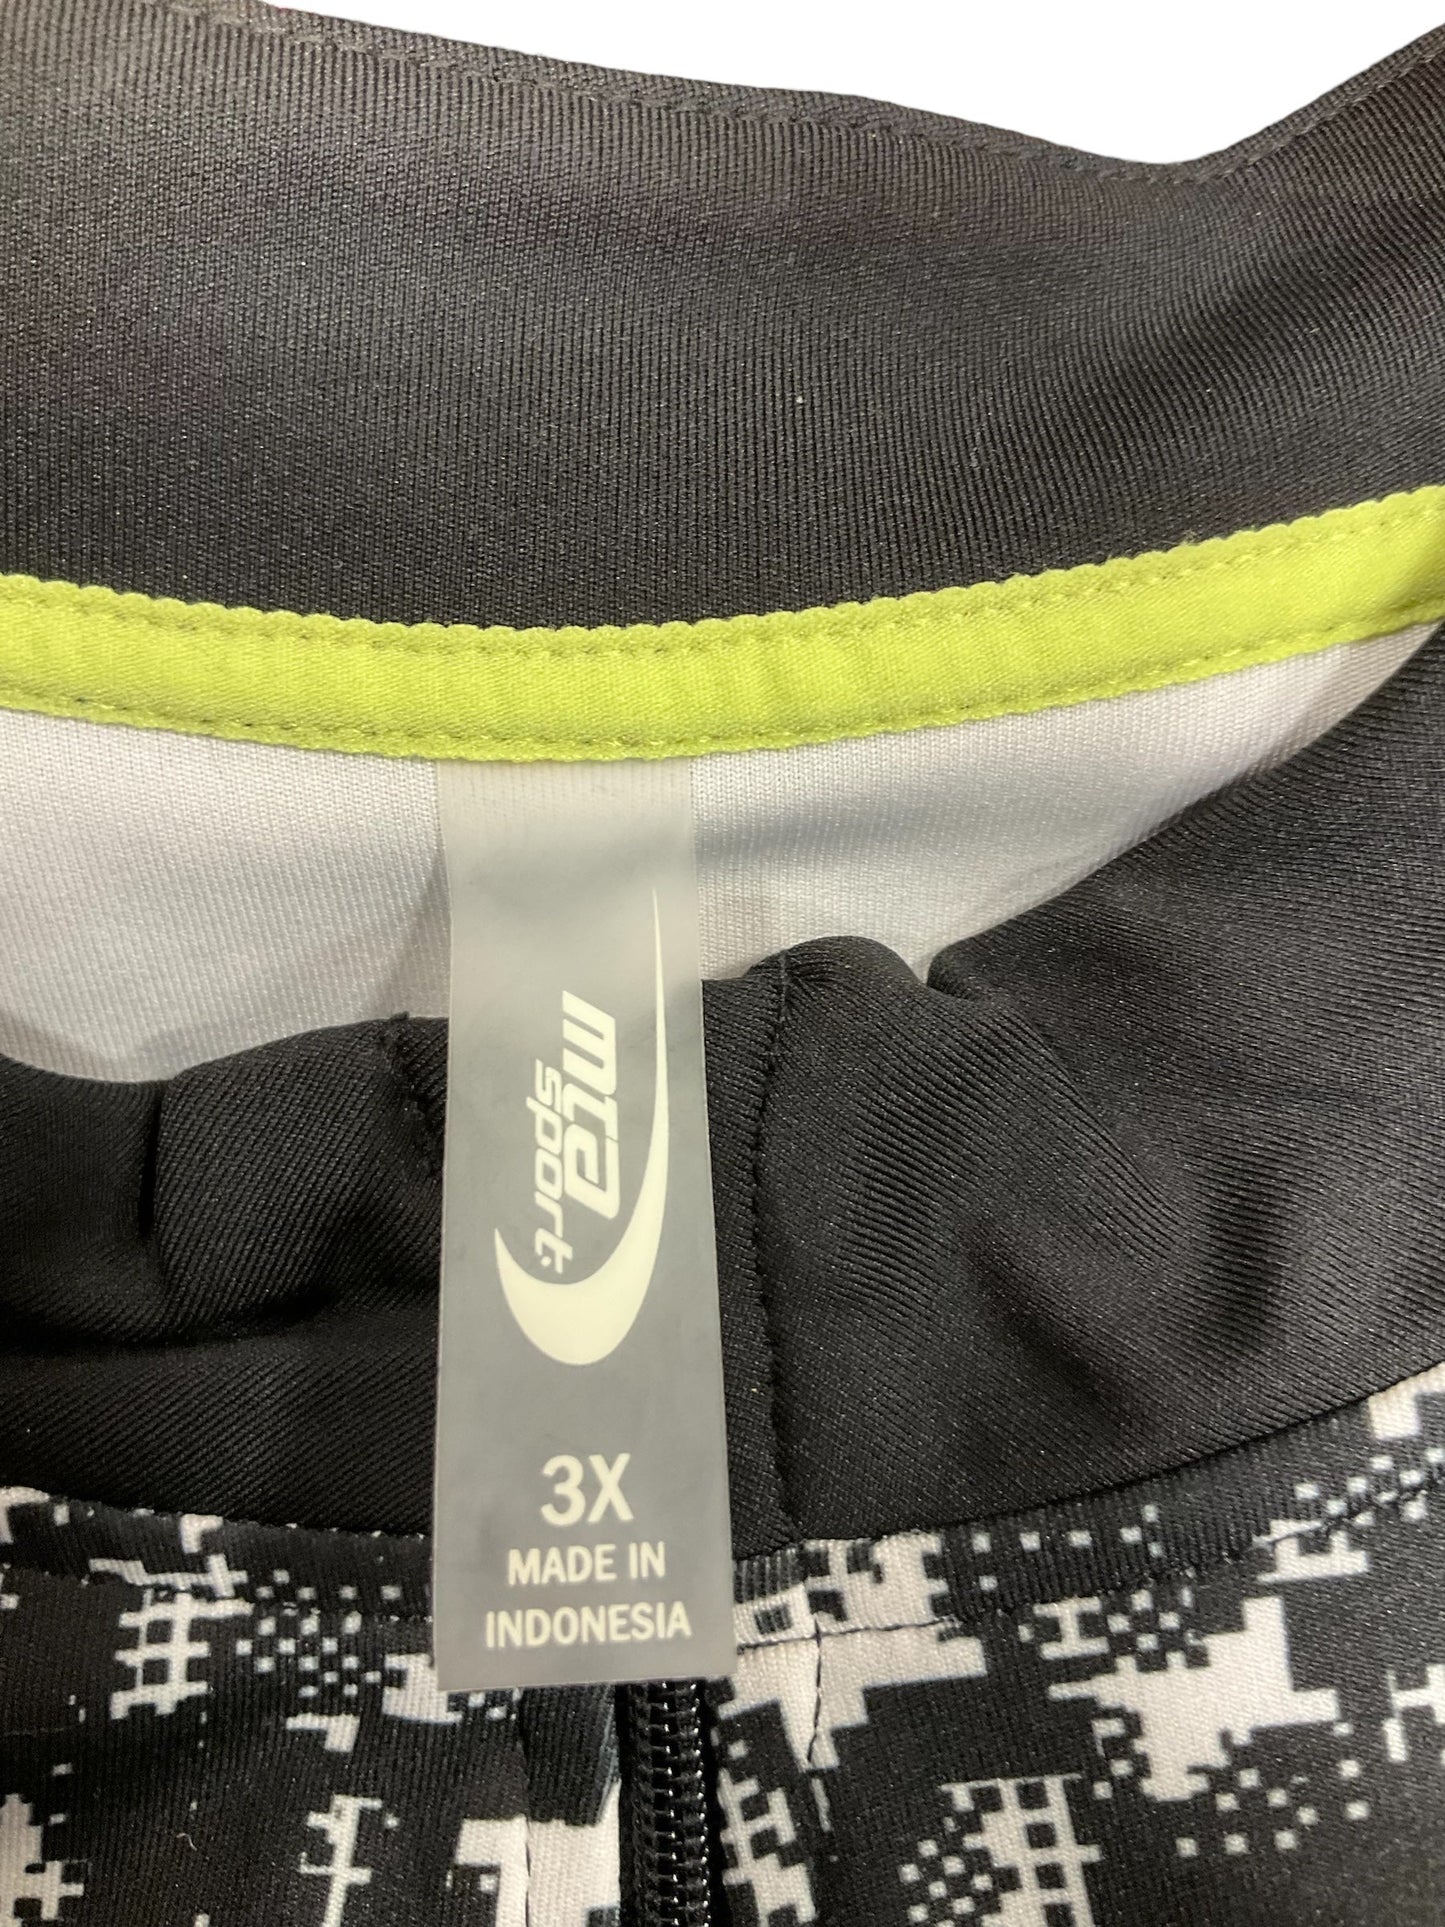 mta
sport.
3X
MADE IN
INDONESIA